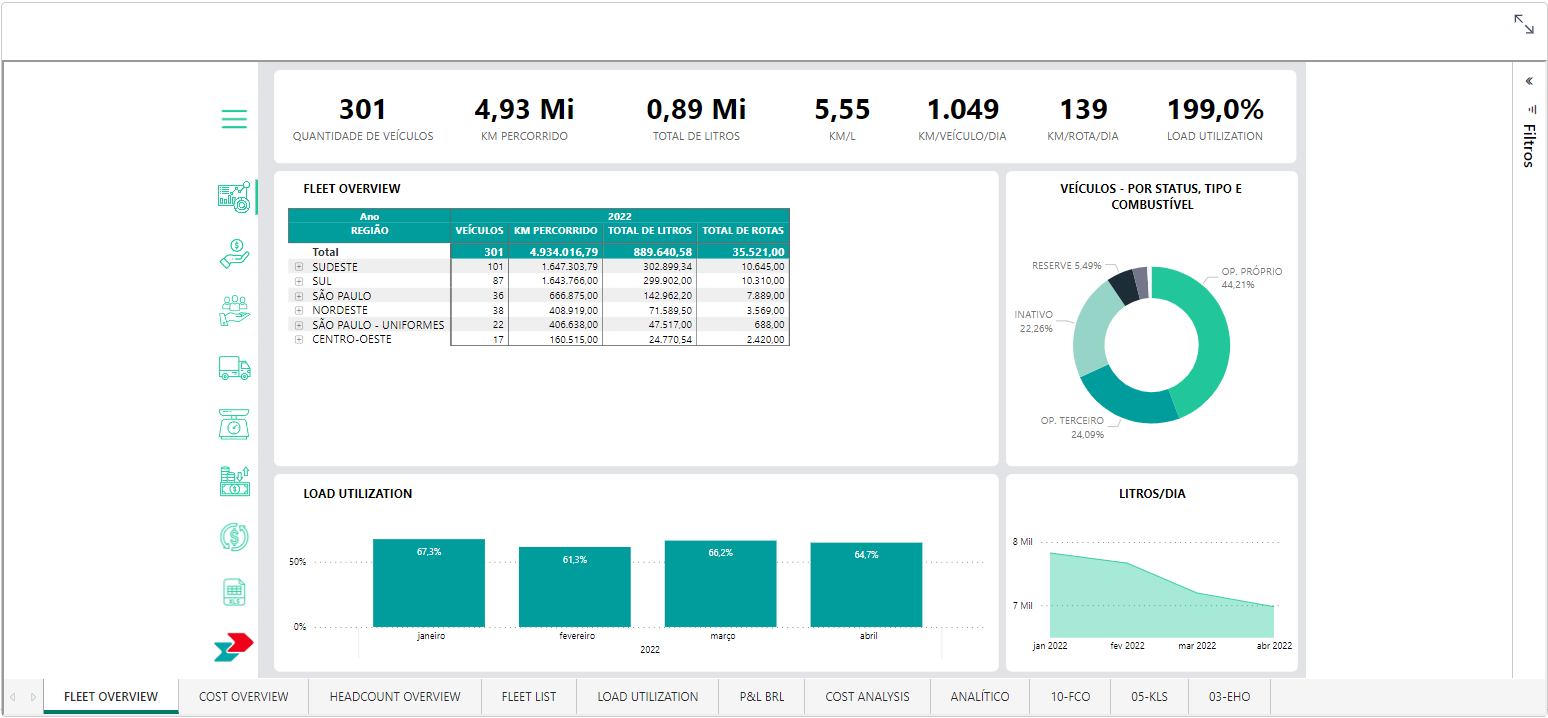 301
QUANTIDADE DE VEÍCULOS
4,93 Mi
KM PERCORRIDO
0,89 Mi
TOTAL DE LITROS
5,55
KM/L
1.049
KM/VEÍCULO/DIA
139
KM/ROTA/DIA
199,0%
LOAD UTILIZATION
Filtros
FLEET OVERVIEW
Ano 2022
REGIÃO VEÍCULOS KM PERCORRIDO TOTAL DE LITROS TOTAL DE ROTAS
Total 301 4.934.016,79 889.640,58 35.521,00
SUDESTE 101 1.647.303,79 302.899,34 10.645,00
SUL 87 1.643.766,00 299.902,00 10.310,00
SÃO PAULO 36 666.875,00 142.962,20 7.889,00
NORDESTE 38 408.919,00 71.589,50 3.569,00
SÃO PAULO - UNIFORMES 22 406.638,00 47.517,00 688,00
CENTRO-OESTE 17 160.515,00 24.770,54 2.420,00
VEÍCULOS - POR STATUS, TIPO E
COMBUSTÍVEL
RESERVE 5,49%
OP. PRÓPRIO
44,21%
INATIVO
22,26%
OP. TERCEIRO
24,09%
LOAD UTILIZATION
50%
0%
67,3%
61,3%
66,2%
64,7%
janeiro fevereiro março abril
2022
LITROS/DIA
8 Mil
7 Mil
jan 2022 fev 2022 mar 2022 abr 2022
XLS
FLEET OVERVIEW COST OVERVIEW HEADCOUNT OVERVIEW FLEET LIST LOAD UTILIZATION P&L BRL COST ANALYSIS ANALÍTICO 10-FCO 05-KLS 03-EHO